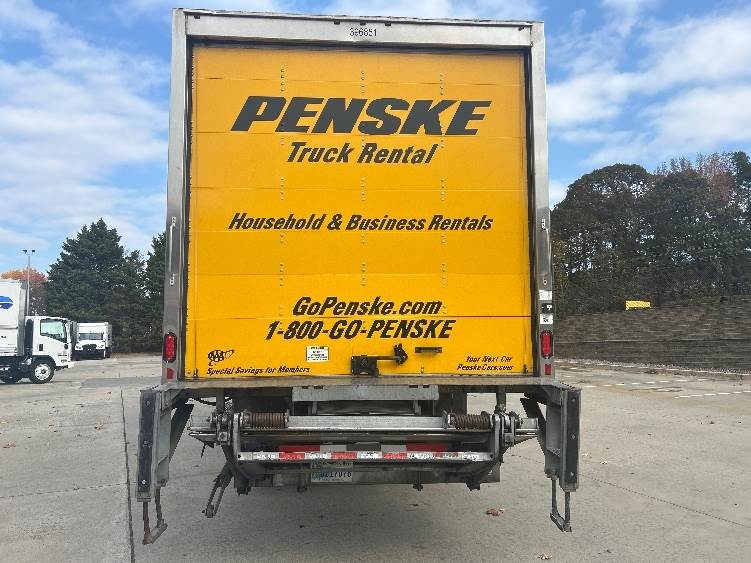 396851
PENSKE
Truck Rental
Household & Business Rentals
GoPenske.com
1-800-GO-PENSKE
AAA
Special Savings for Members
Your Next Car
PenskeCars.com